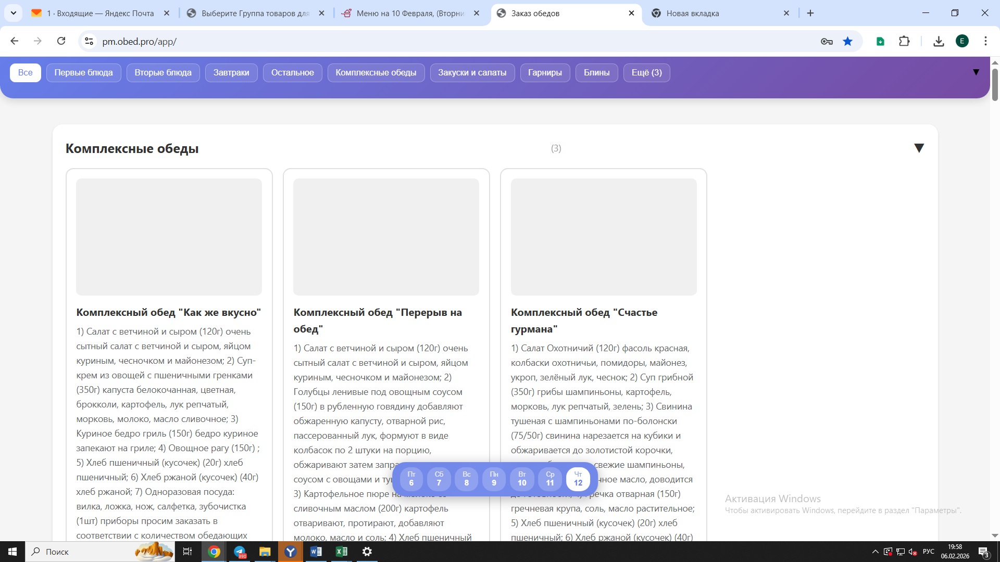 1 · Входящие — Яндекс Почта
Выберите Группа товаров для
Меню на 10 Февраля, (Вторни
Заказ обедов
Новая вкладка
pm.obed.pro/app/
E
Все
Первые блюда
Вторые блюда
Завтраки
Остальное
Комплексные обеды
Закуски и салаты
Гарниры
Блины
Ещё (3)
Комплексные обеды
(3)
Комплексный обед "Как же вкусно"
1) Салат с ветчиной и сыром (120г) очень
сытный салат с ветчиной и сыром, яйцом
куриным, чесночком и майонезом; 2) Суп-
крем из овощей с пшеничными гренками
(350г) капуста белокочанная, цветная,
брокколи, картофель, лук репчатый,
морковь, молоко, масло сливочное; 3)
Куриное бедро гриль (150г) бедро куриное
запекают на гриле; 4) Овощное рагу (150г) ;
5) Хлеб пшеничный (кусочек) (20г) хлеб
пшеничный; 6) Хлеб ржаной (кусочек) (40г)
хлеб ржаной; 7) Одноразовая посуда:
вилка, ложка, нож, салфетка, зубочистка
(1шт) приборы просим заказать в
соответствии с количеством обедающих
Комплексный обед "Перерыв на
обед"
1) Салат с ветчиной и сыром (120г) очень
сытный салат с ветчиной и сыром, яйцом
куриным, чесночком и майонезом; 2)
Голубцы ленивые под овощным соусом
(150г) в рубленную говядину добавляют
обжаренную капусту, отварной рис,
пассерованный лук, формуют в виде
колбасок по 2 штуки на порцию,
обжаривают затем запра
соусом с овощами и ту
3) Картофельное пюре на молоке со
сливочным маслом (200г) картофель
отваривают, протирают, добавляют
молоко, масло и соль; 4) Хлеб пшеничный
Комплексный обед "Счастье
гурмана"
1) Салат Охотничий (120г) фасоль красная,
колбаски охотничьи, помидоры, майонез,
укроп, зелёный лук, чеснок; 2) Суп грибной
(350г) грибы шампиньоны, картофель,
морковь, лук репчатый, зелень; 3) Свинина
тушеная с шампиньонами по-болонски
(75/50г) свинина нарезается на кубики и
обжаривается до золотистой корочки,
свежие шампиньоны,
чное масло, доводится
до готовности; 4) Гречка отварная (150г)
гречневая крупа, соль, масло растительное;
5) Хлеб пшеничный (кусочек) (20г) хлеб
пшеничный; 6) Хлеб ржаной (кусочек) (40г)
Пт
6
Сб
7
Вс
8
Пн
9
Вт
10
Ср
11
Чт
12
Активация Windows
Чтобы активировать Windows, перейдите в раздел "Параметры".
Поиск
390
РУС
19:58
06.02.2026
3